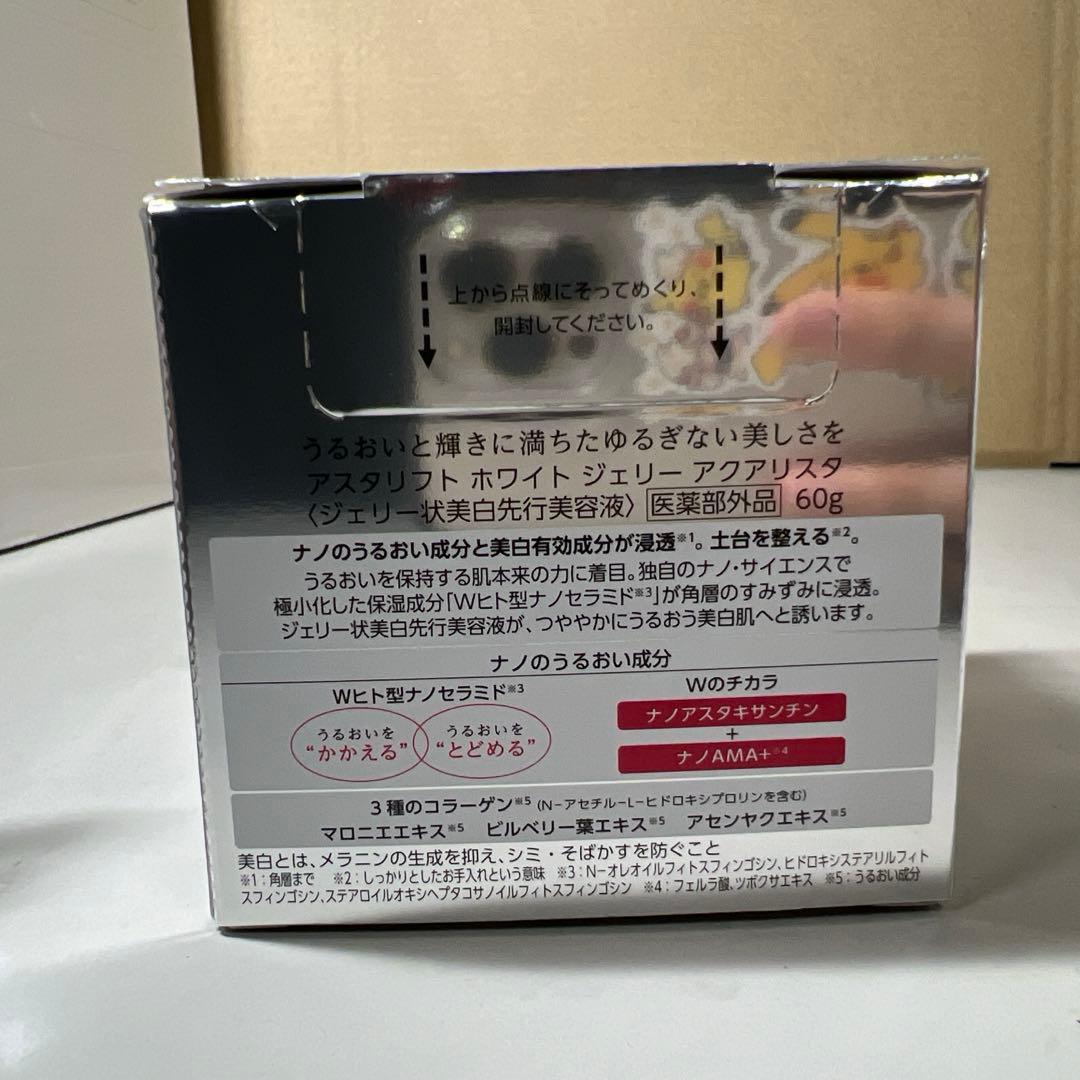 上から点線にそってめくり、
開封してください。
うるおいと輝きに満ちたゆるぎない美しさを
アスタリフト ホワイト ジェリー アクアリスタ
〈ジェリー状美白先行美容液〉 医薬部外品 60g
ナノのうるおい成分と美白有効成分が浸透※1。土台を整える※2。
うるおいを保持する肌本来の力に着目。独自のナノ・サイエンスで
極小化した保湿成分「Wヒト型ナノセラミド※3」が角層のすみずみに浸透。
ジェリー状美白先行美容液が、つややかにうるおう美白肌へと誘います。
ナノのうるおい成分
Wヒト型ナノセラミド※3
うるおいを
“かかえる”
うるおいを
“とどめる”
Wのチカラ
ナノアスタキサンチン
+
ナノAMA+※4
3種のコラーゲン※5(N-アセチル-L-ヒドロキシプロリンを含む)
マロニエエキス※5 ビルベリー葉エキス※5 アセンヤクエキス※5
美白とは、メラニンの生成を抑え、シミ・そばかすを防ぐこと
※1:角層まで ※2:しっかりとしたお手入れという意味 ※3:N-オレオイルフィトスフィンゴシン、ヒドロキシステアリルフィト
スフィンゴシン、ステアロイルオキシヘプタコサノイルフィトスフィンゴシン ※4:フェルラ酸、ツボクサエキス ※5:うるおい成分